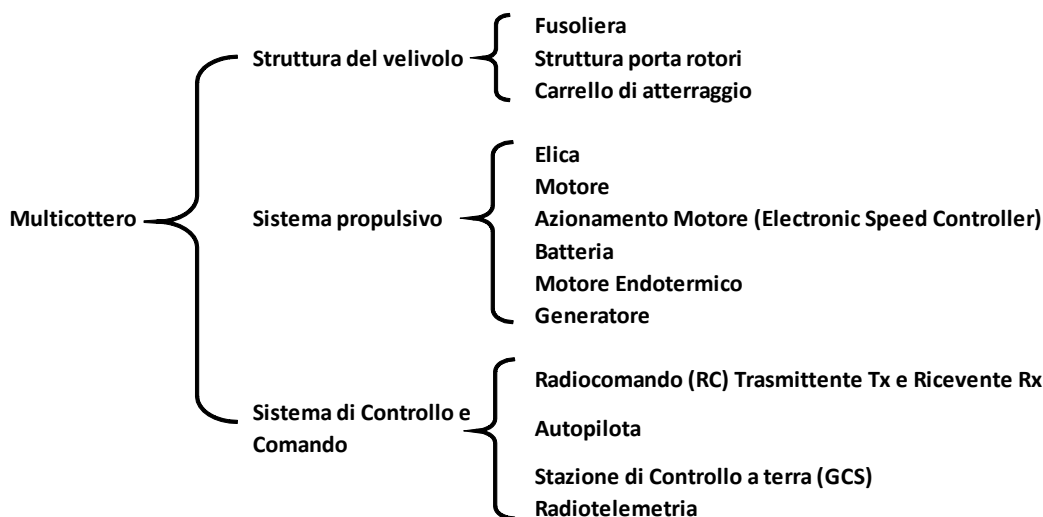 Multicottero
Struttura del velivolo
Fusoliera
Struttura porta rotori
Carrello di atterraggio
Sistema propulsivo
Elica
Motore
Azionamento Motore (Electronic Speed Controller)
Batteria
Motore Endotermico
Generatore
Sistema di Controllo e
Comando
Radiocomando (RC) Trasmittente Tx e Ricevente Rx
Autopilota
Stazione di Controllo a terra (GCS)
Radiotelemetria